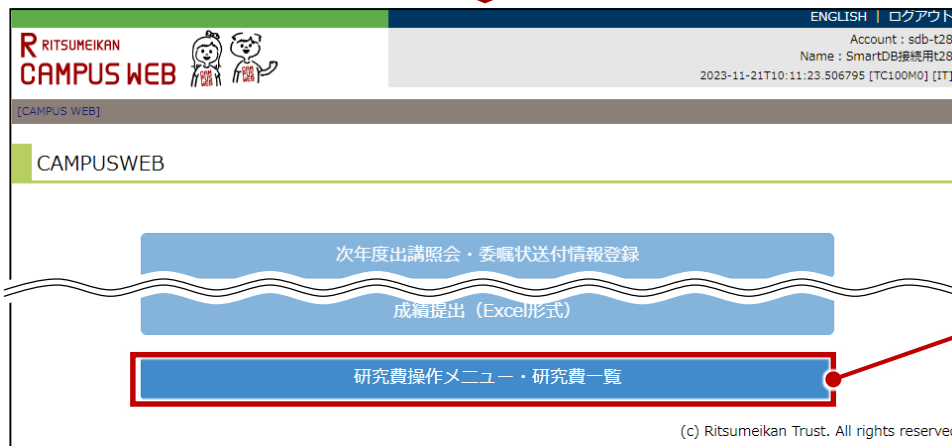 ENGLISH | ログアウト
R RITSUMEIKAN
CAMPUS WEB
Account : sdb-t28
Name : SmartDB接続用t28
2023-11-21T10:11:23.506795 [TC100M0] [IT]
[CAMPUS WEB]
CAMPUSWEB
次年度出講照会・委嘱状送付情報登録
成績提出（Excel形式）
研究費操作メニュー・研究費一覧
(c) Ritsumeikan Trust. All rights reserved